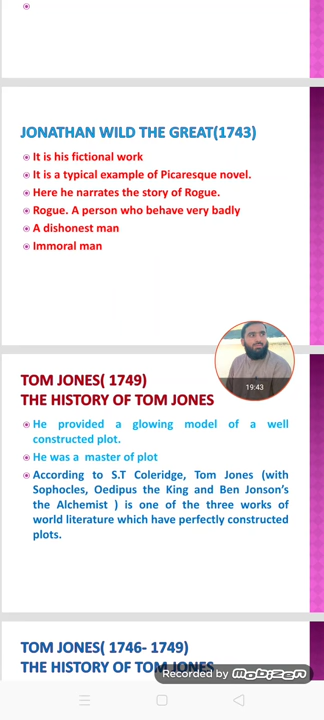 JONATHAN WILD THE GREAT(1743)
It is his fictional work
It is a typical example of Picaresque novel.
Here he narrates the story of Rogue.
Rogue. A person who behave very badly
A dishonest man
Immoral man
19:43
TOM JONES( 1749)
THE HISTORY OF TOM JONES
He provided a glowing model of a well
constructed plot.
He was a master of plot
According to S.T Coleridge, Tom Jones (with
Sophocles, Oedipus the King and Ben Jonson's
the Alchemist ) is one of the three works of
world literature which have perfectly constructed
plots.
TOM JONES( 1746- 1749)
THE HISTORY OF TOM JONES
Recorded by mobizen